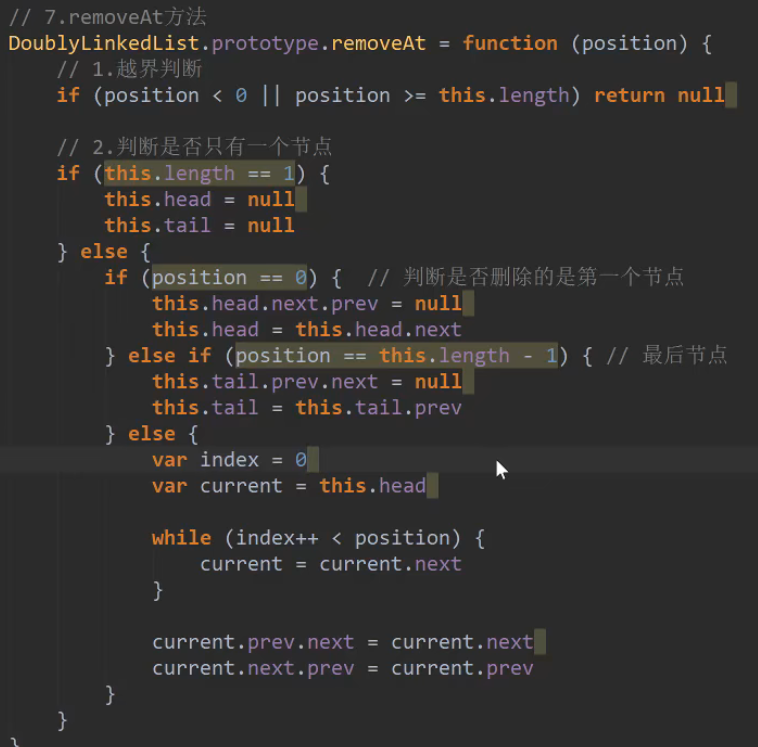 // 7.removeAt方法
DoublyLinkedList.prototype.removeAt = function (position) {
// 1.越界判断
if (position < 0 || position >= this.length) return null
// 2.判断是否只有一个节点
if (this.length == 1) {
this.head = null
this.tail = null
} else {
if (position == 0) { // 判断是否删除的是第一个节点
this.head.next.prev = null
this.head = this.head.next
} else if (position == this.length - 1) { // 最后节点
this.tail.prev.next = null
this.tail = this.tail.prev
} else {
var index = 0
var current = this.head
while (index++ < position) {
current = current.next
}
current.prev.next = current.next
current.next.prev = current.prev
}
}
}